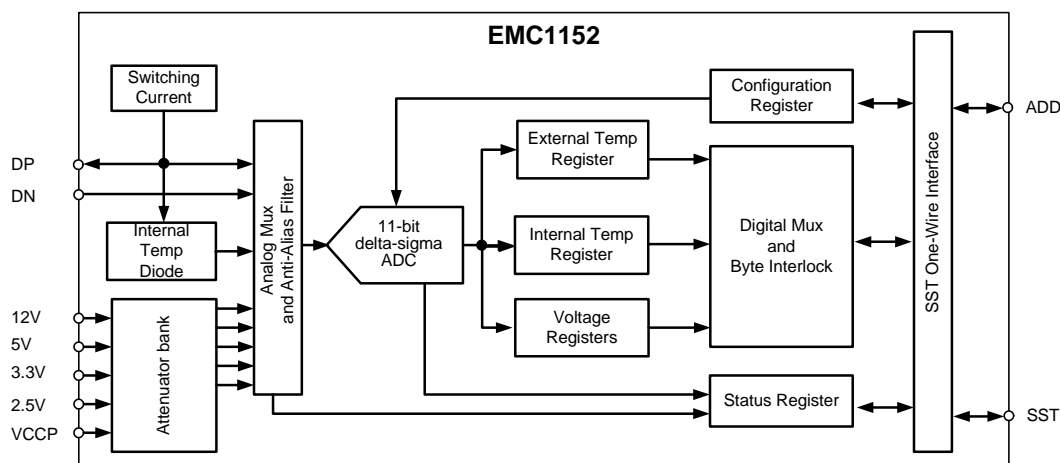 EMC1152
Switching
Current
Configuration
Register
ADD
External Temp
Register
DP
DN
Internal
Temp
Diode
Analog Mux
and Anti-Alias Filter
11-bit
delta-sigma
ADC
Internal Temp
Register
Digital Mux
and
Byte Interlock
SST One-Wire Interface
12V
5V
3.3V
2.5V
VCCP
Attenuator bank
Voltage
Registers
Status Register
SST